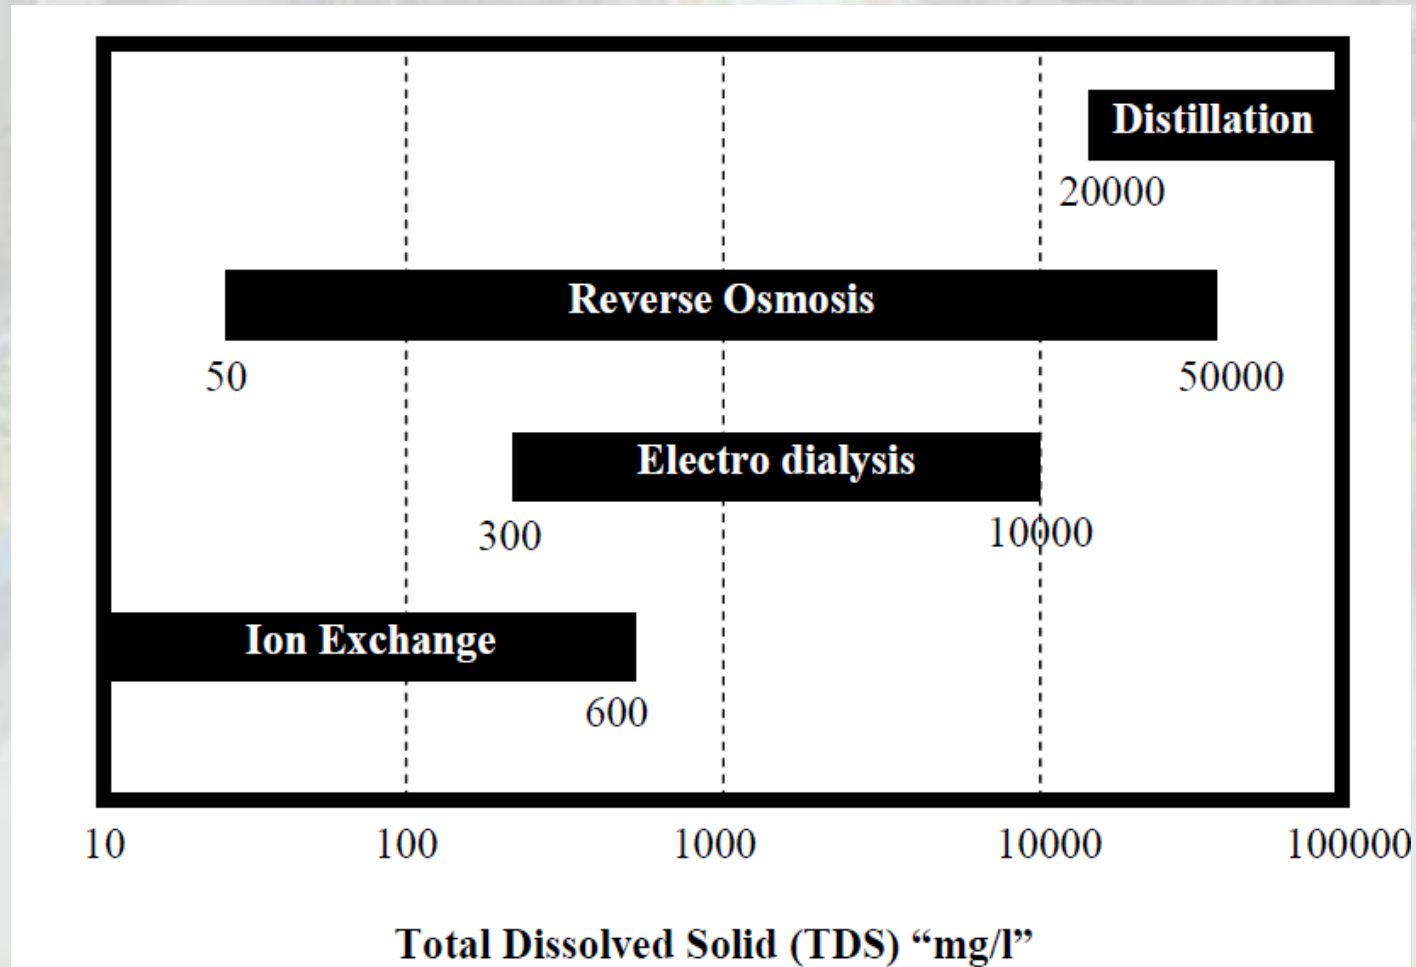 Distillation
20000
Reverse Osmosis
50
50000
Electro dialysis
300
10000
Ion Exchange
600
10
100
1000
10000
100000
Total Dissolved Solid (TDS) “mg/l”